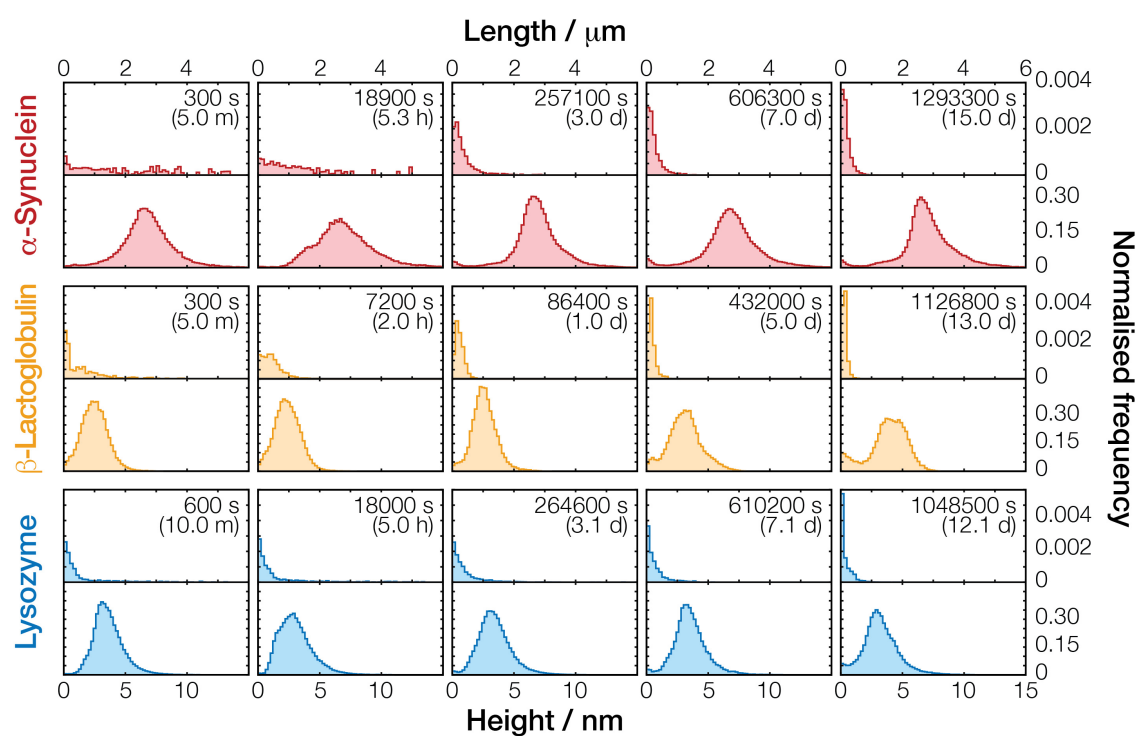 Length / μm
0 2 4 0 2 4 0 2 4 0 2 4 0 2 4 6
α-Synuclein
300 s
(5.0 m)
18900 s
(5.3 h)
257100 s
(3.0 d)
606300 s
(7.0 d)
1293300 s
(15.0 d)
0.004
0.002
0
0.30
0.15
0
β-Lactoglobulin
300 s
(5.0 m)
7200 s
(2.0 h)
86400 s
(1.0 d)
432000 s
(5.0 d)
1126800 s
(13.0 d)
0.004
0.002
0
0.30
0.15
0
Normalised frequency
Lysozyme
600 s
(10.0 m)
18000 s
(5.0 h)
264600 s
(3.1 d)
610200 s
(7.1 d)
1048500 s
(12.1 d)
0.004
0.002
0
0.30
0.15
0
0 5 10 0 5 10 0 5 10 0 5 10 0 5 10 15
Height / nm